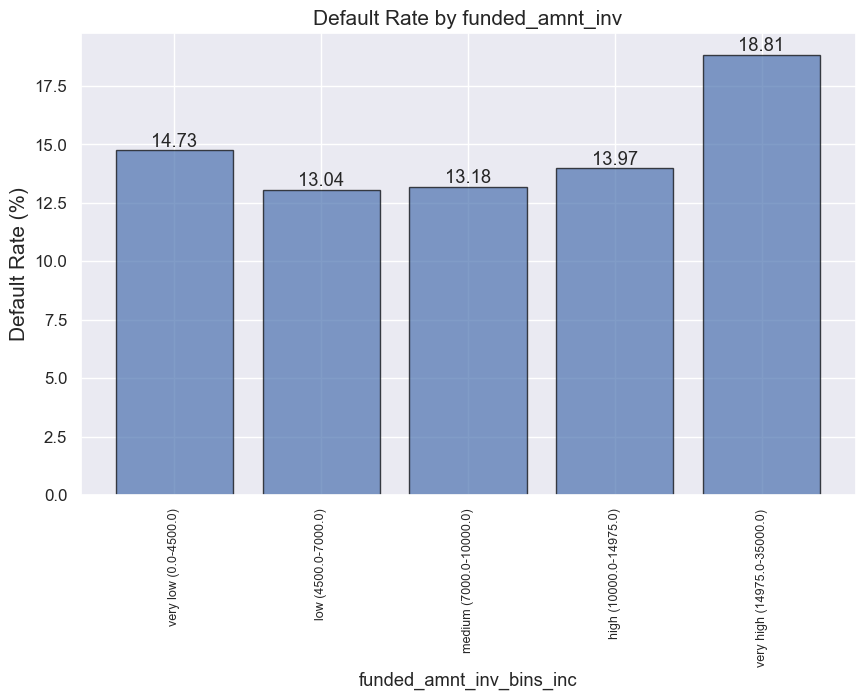 Default Rate by funded_amnt_inv
Default Rate (%)
17.5
15.0
12.5
10.0
7.5
5.0
2.5
0.0
14.73
13.04
13.18
13.97
18.81
very low (0.0-4500.0)
low (4500.0-7000.0)
medium (7000.0-10000.0)
high (10000.0-14975.0)
very high (14975.0-35000.0)
funded_amnt_inv_bins_inc